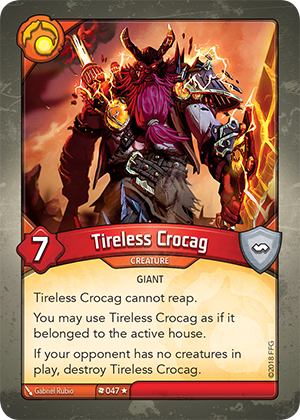 7
Tireless Crocag
CREATURE
GIANT
Tireless Crocag cannot reap.
You may use Tireless Crocag as if it
belonged to the active house.
If your opponent has no creatures in
play, destroy Tireless Crocag.
Gabriel Rubio
047
©2018 FFG